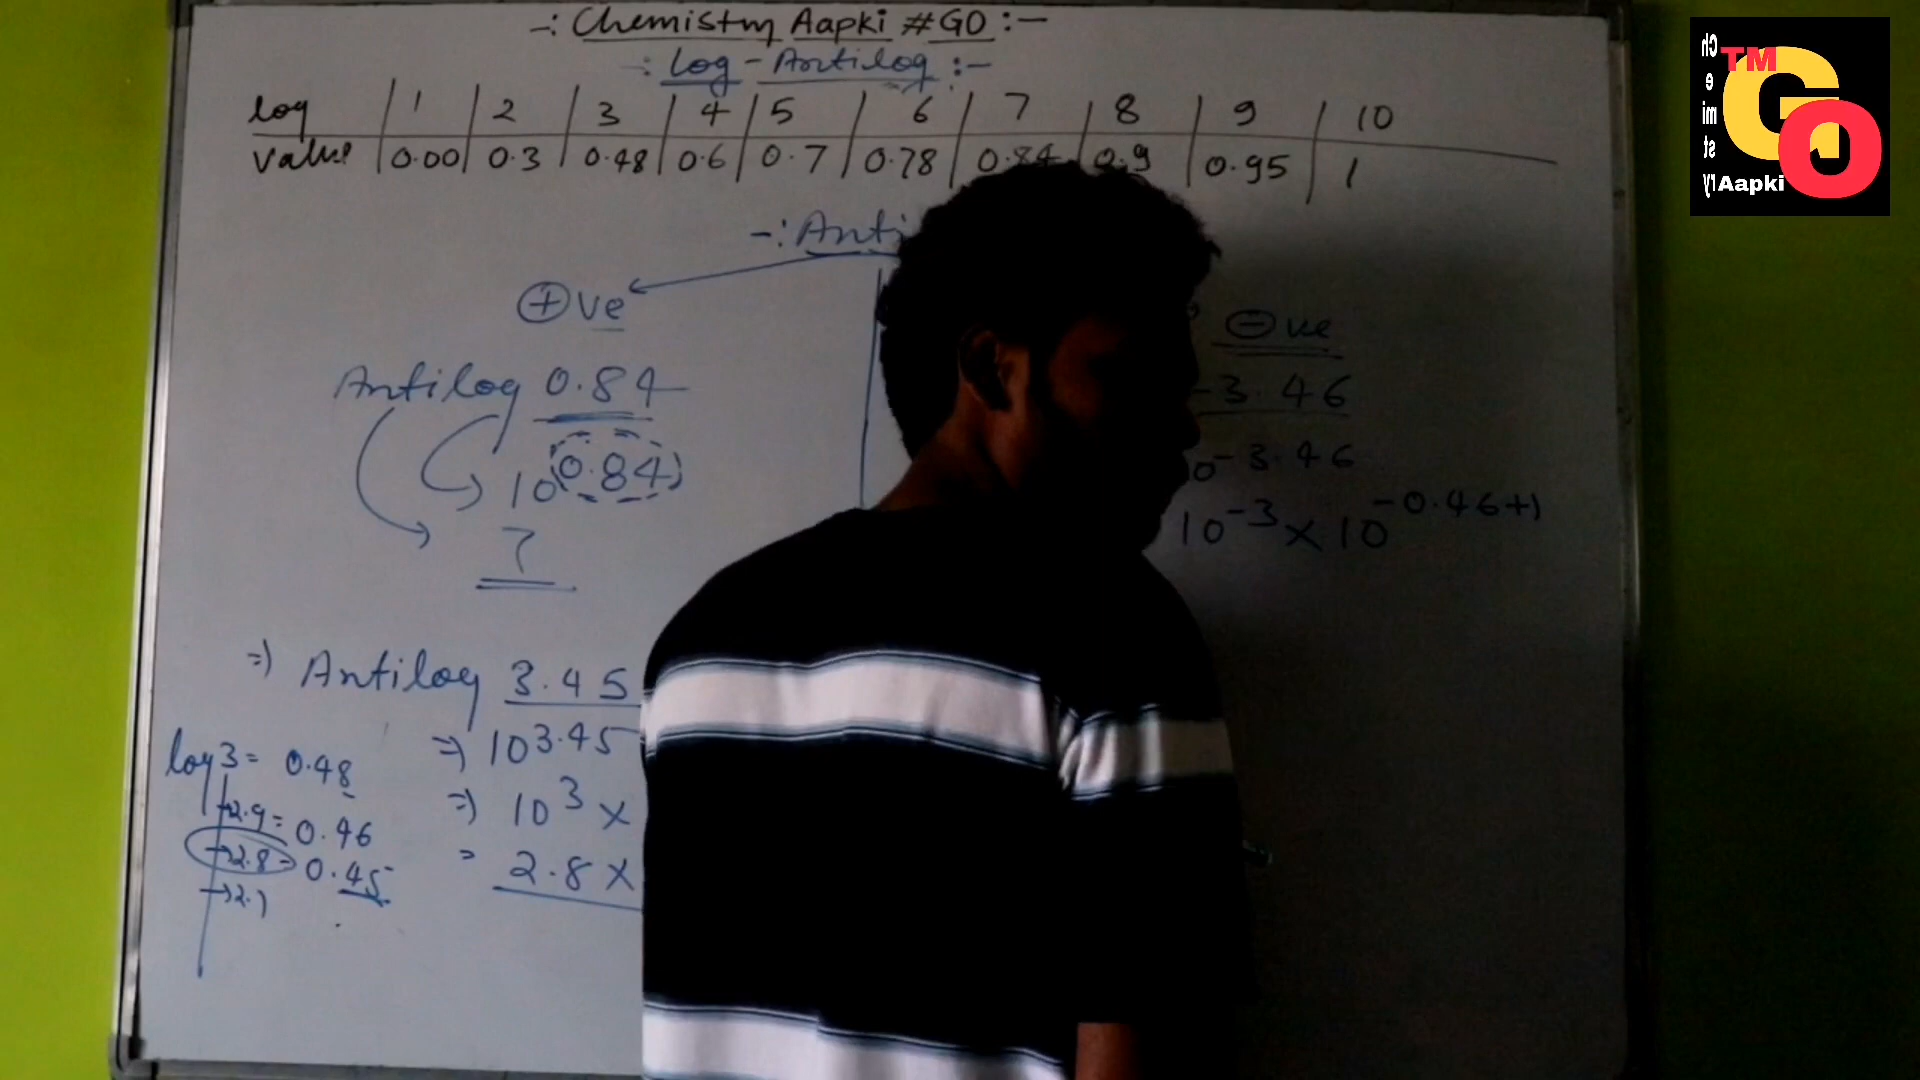 -: Chemistry Aapki #GO :-
-: Log - Antilog :-
log 1 2 3 4 5 6 7 8 9 10
value 0.00 0.3 0.48 0.6 0.7 0.78 0.84 0.9 0.95 1
-: Anti
+ve
Antilog 0.84
10^0.84
7
=) Antilog 3.45
=) 10^3.45
=) 10^3 x
= 2.8 x
log 3 = 0.48
→2.9 = 0.46
→2.8 = 0.45
→2.7
-ve
-3.46
10^-3.46
10^-3 x 10^-0.46+1
Chemistry
TM
GO
Aapki